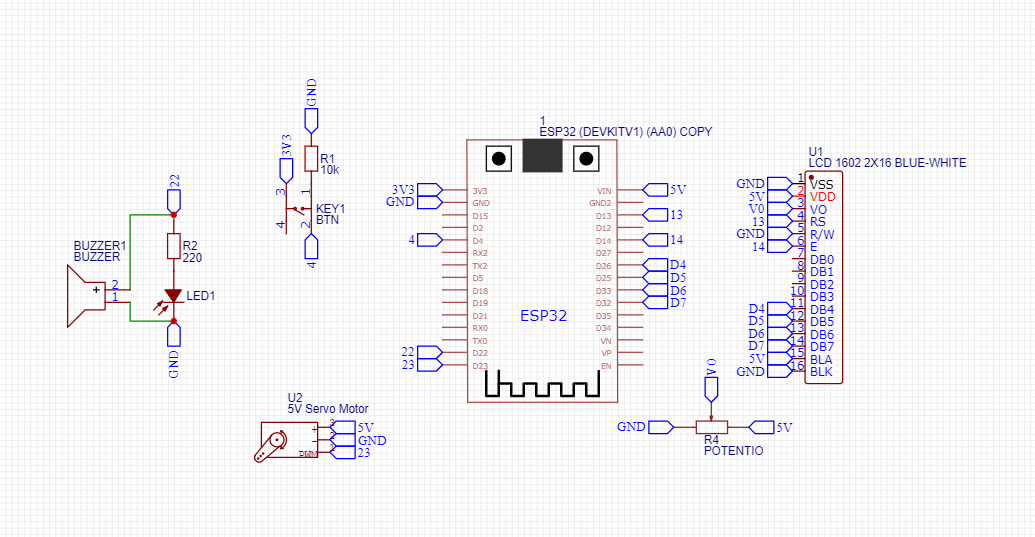 GND
3V3
R1
10k
3
1
KEY1
BTN
4
2
4
22
R2
220
BUZZER1
BUZZER
+
2
1
LED1
GND
1
ESP32 (DEVKITV1) (AA0) COPY
3V3 3V3
GND GND
D15
D2
4 D4
RX2
TX2
D5
D18
D19
D21
RX0
TX0
22 D22
23 D23
ESP32
VIN 5V
GND2
D13 13
D12
D14 14
D27
D26 D4
D25 D5
D33 D6
D32 D7
D35
D34
VN
VP
EN
U1
LCD 1602 2X16 BLUE-WHITE
GND 1 VSS
5V 2 VDD
V0 3 VO
13 4 RS
GND 5 R/W
14 6 E
7 DB0
8 DB1
9 DB2
10 DB3
D4 11 DB4
D5 12 DB5
D6 13 DB6
D7 14 DB7
5V 15 BLA
GND 16 BLK
U2
5V Servo Motor
+ 3 5V
- 2 GND
PWM 1 23
VO
GND 5V
R4
POTENTIO